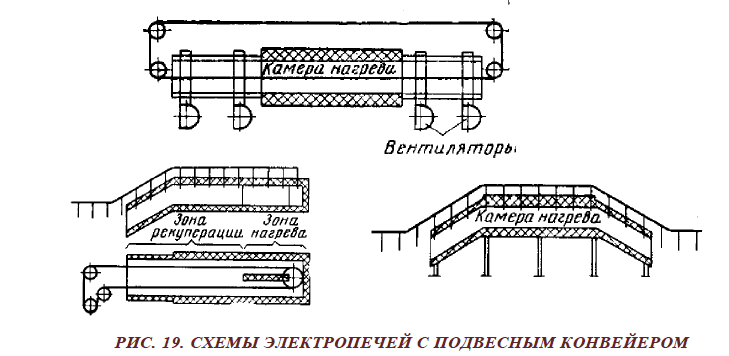 Камера нагрева
Вентиляторы
Зона
рекуперации
Зона
нагрева
Камера нагрева
РИС. 19. СХЕМЫ ЭЛЕКТРОПЕЧЕЙ С ПОДВЕСНЫМ КОНВЕЙЕРОМ